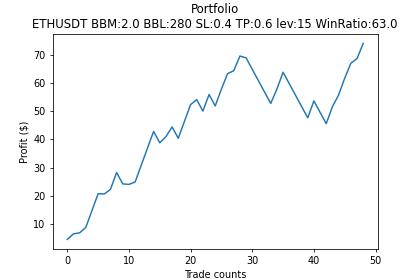 Portfolio
ETHUSDT BBM:2.0 BBL:280 SL:0.4 TP:0.6 lev:15 WinRatio:63.0
70
60
50
40
30
20
10
Profit ($)
0 10 20 30 40 50
Trade counts